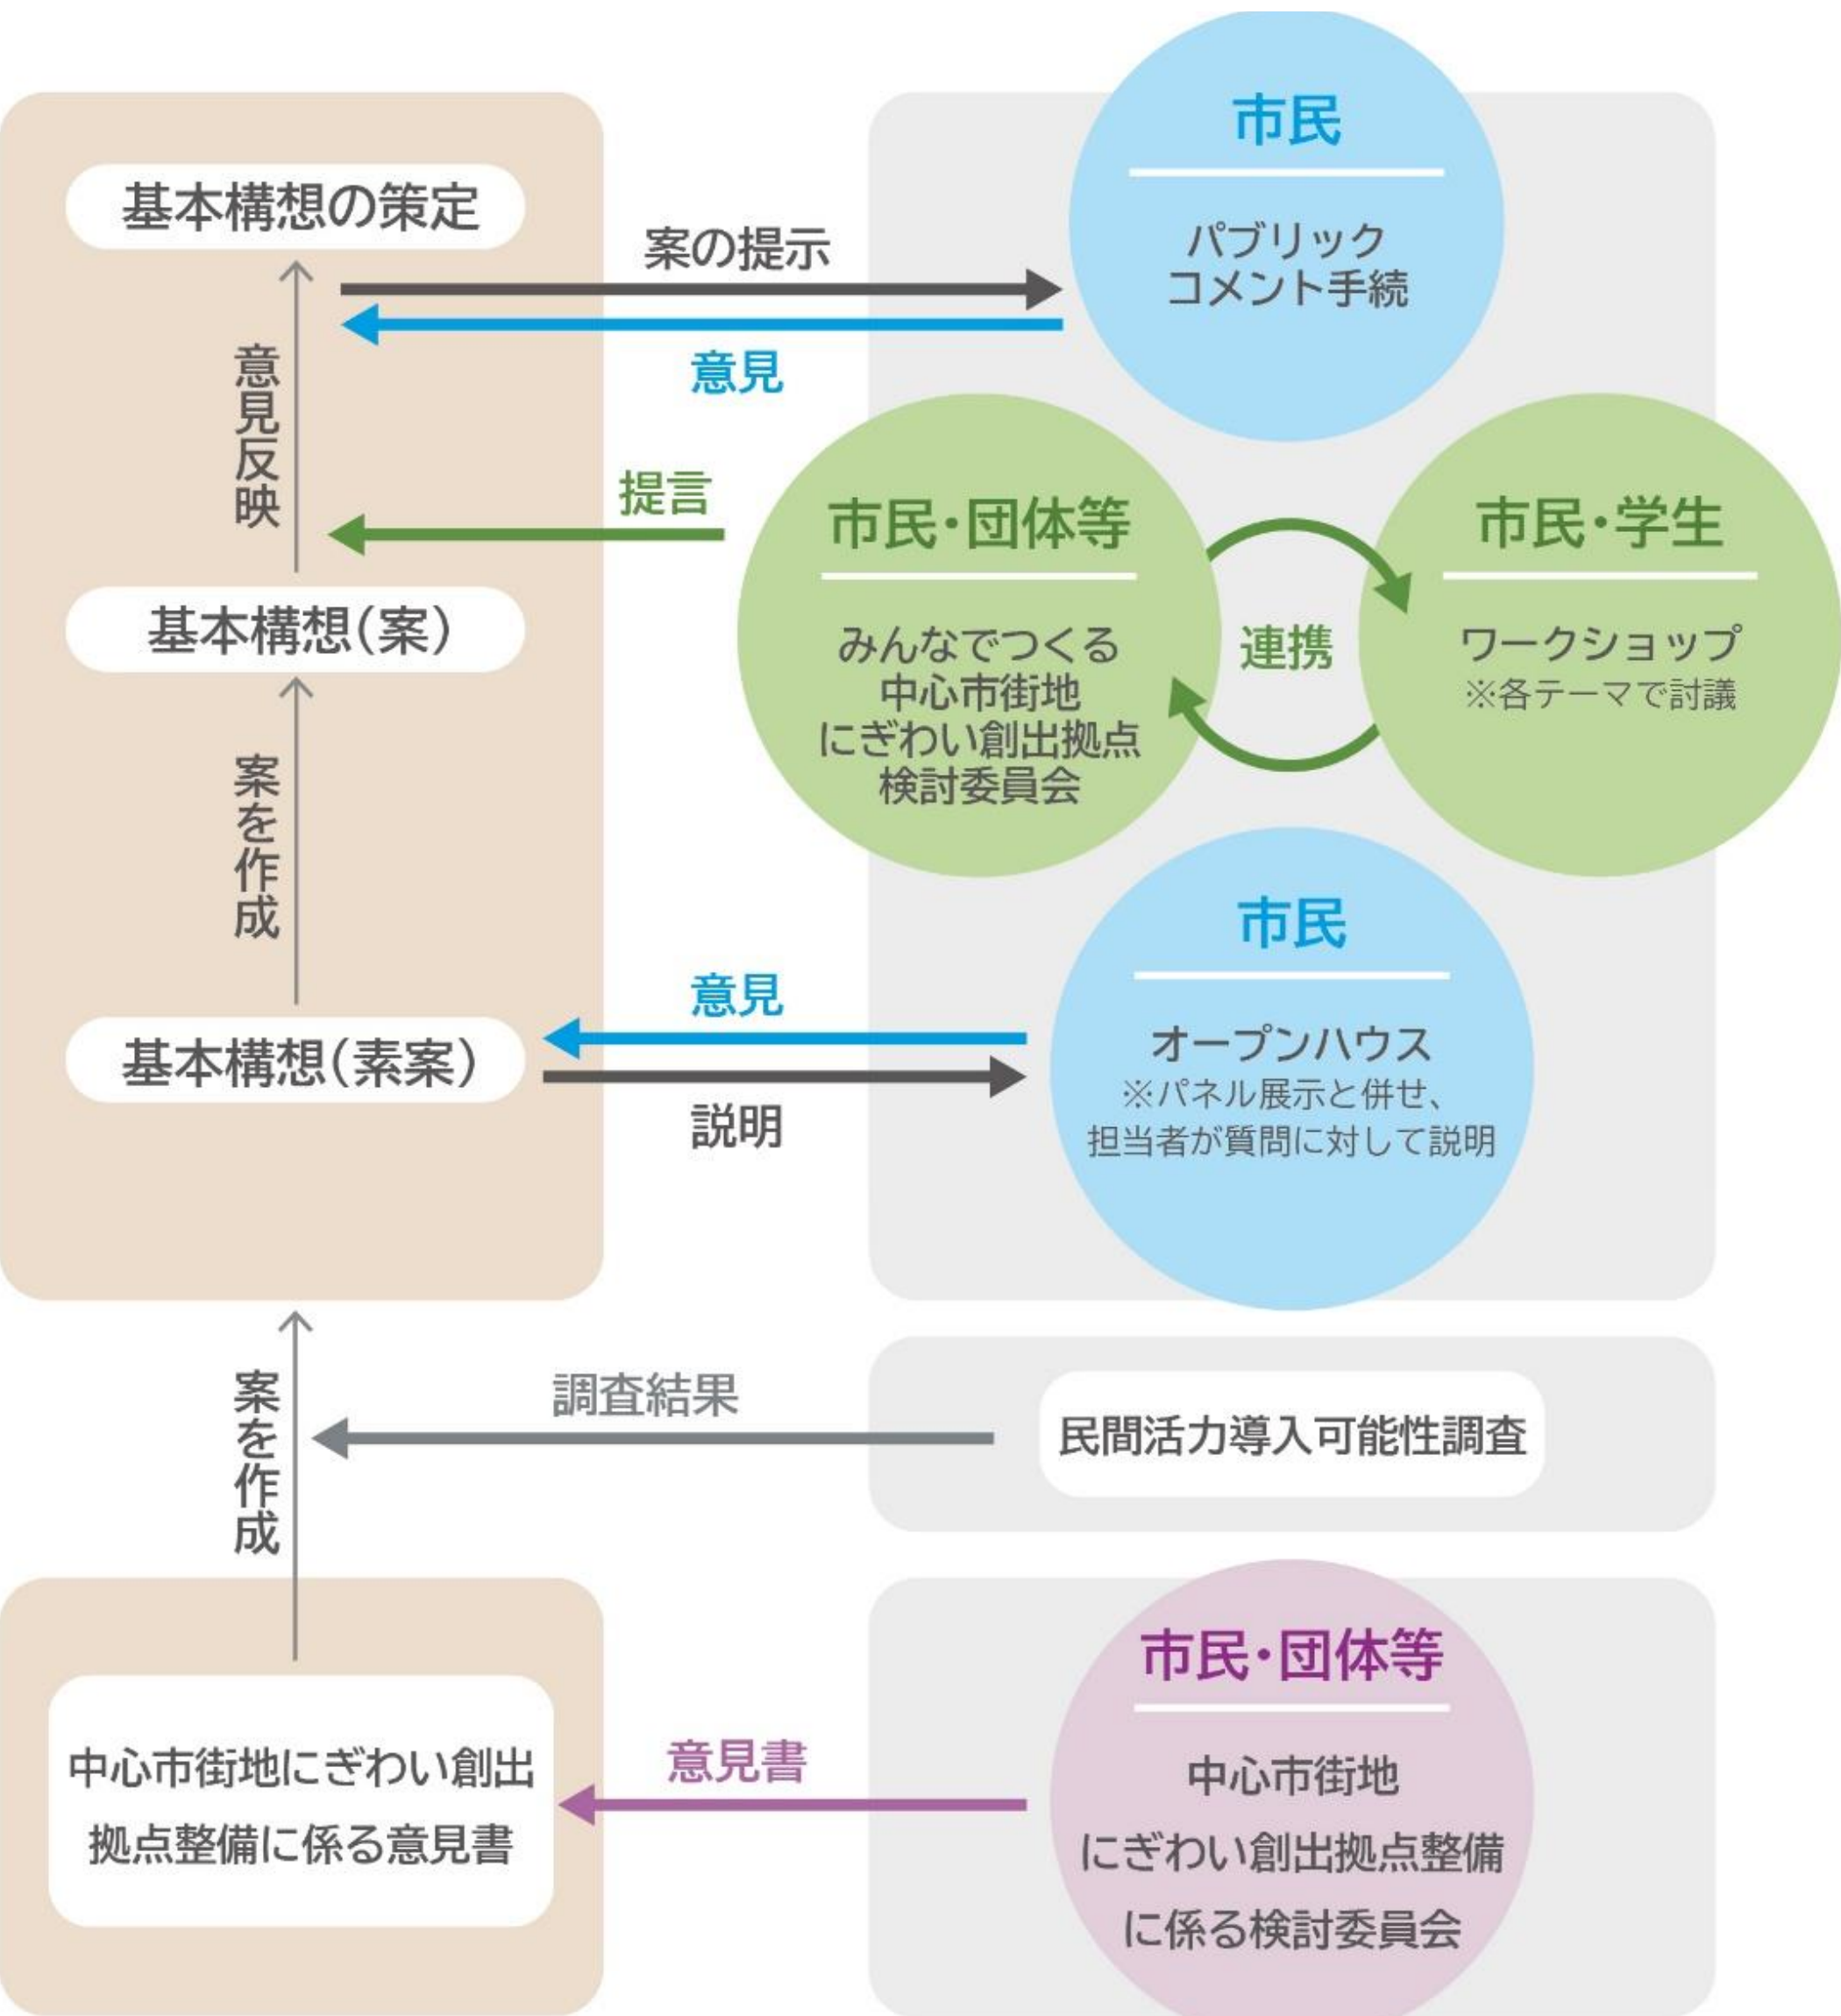 市民
パブリック
コメント手続
基本構想の策定
案の提示
意見
意見反映
提言
市民・団体等
みんなでつくる
中心市街地
にぎわい創出拠点
検討委員会
連携
市民・学生
ワークショップ
※各テーマで討議
基本構想(案)
案を作成
市民
オープンハウス
※パネル展示と併せ、
担当者が質問に対して説明
意見
基本構想(素案)
説明
調査結果
民間活力導入可能性調査
案を作成
市民・団体等
中心市街地
にぎわい創出拠点整備
に係る検討委員会
意見書
中心市街地にぎわい創出
拠点整備に係る意見書